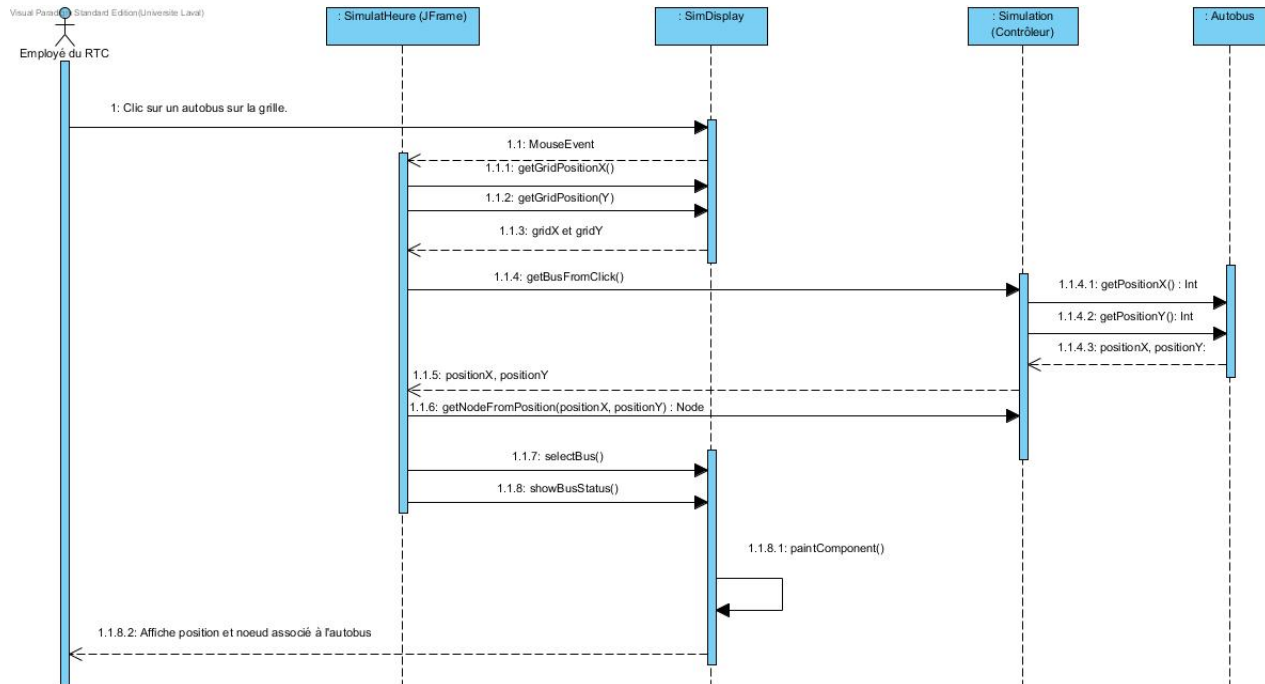 Visual Paradigm Standard Edition(Universite Laval)
: SimulatHeure (JFrame)
: SimDisplay
: Simulation
(Contrôleur)
: Autobus
Employé du RTC
1: Clic sur un autobus sur la grille.
1.1: MouseEvent
1.1.1: getGridPositionX()
1.1.2: getGridPosition(Y)
1.1.3: gridX et gridY
1.1.4: getBusFromClick()
1.1.4.1: getPositionX() : Int
1.1.4.2: getPositionY(): Int
1.1.4.3: positionX, positionY:
1.1.5: positionX, positionY
1.1.6: getNodeFromPosition(positionX, positionY) : Node
1.1.7: selectBus()
1.1.8: showBusStatus()
1.1.8.1: paintComponent()
1.1.8.2: Affiche position et noeud associé à l'autobus